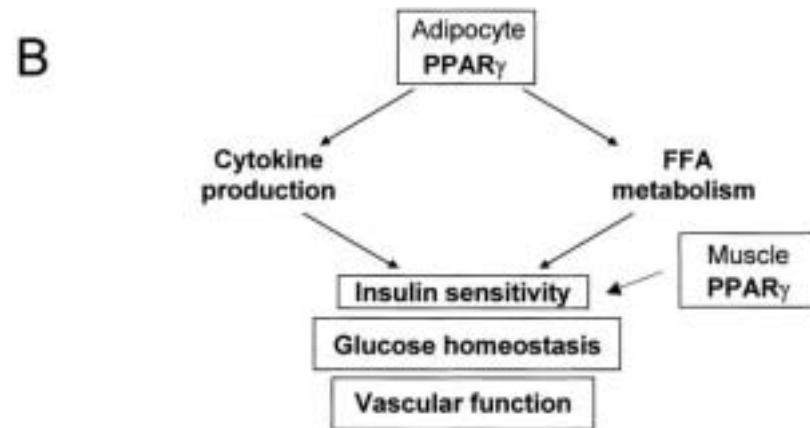 B
Adipocyte
PPARγ
Cytokine
production
FFA
metabolism
Muscle
PPARγ
Insulin sensitivity
Glucose homeostasis
Vascular function